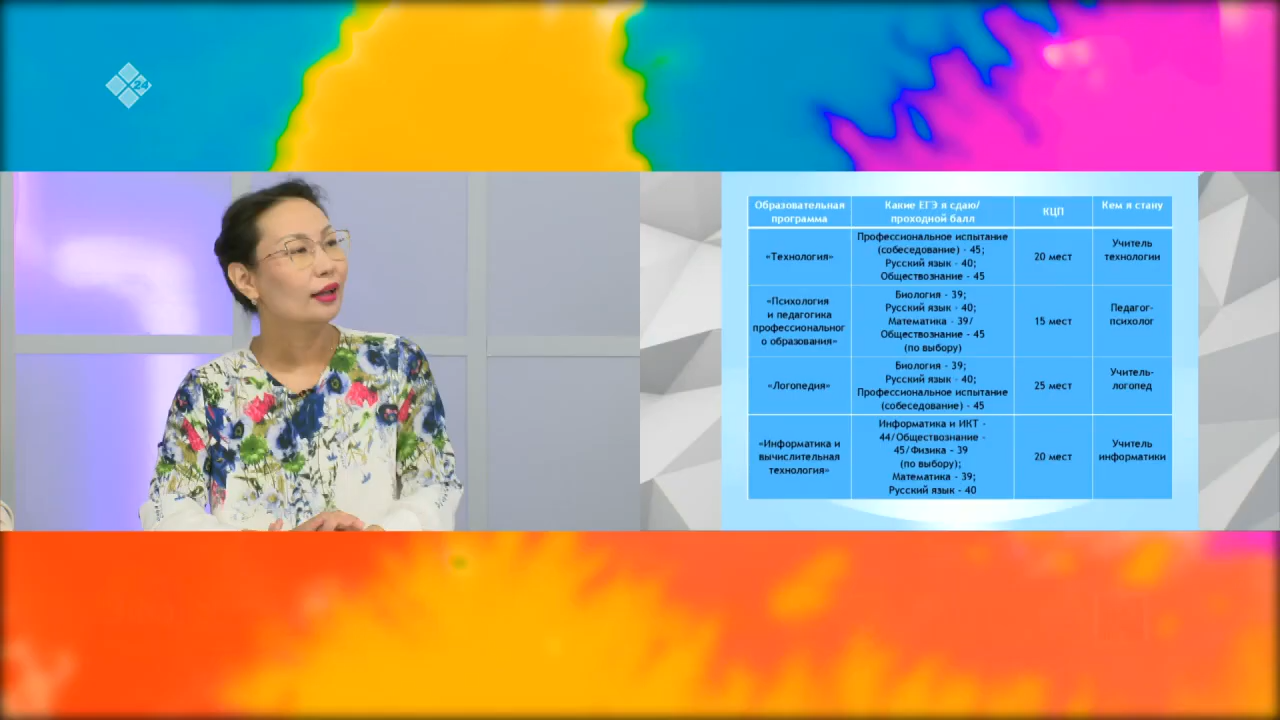 24
Образовательная программа
Какие ЕГЭ я сдаю/
проходной балл
КЦП
Кем я стану
«Технология»
Профессиональное испытание
(собеседование) - 45;
Русский язык - 40;
Обществознание - 45
20 мест
Учитель
технологии
«Психология
и педагогика
профессиональног
о образования»
Биология - 39;
Русский язык - 40;
Математика - 39/
Обществознание - 45
(по выбору)
15 мест
Педагог-
психолог
«Логопедия»
Биология - 39;
Русский язык - 40;
Профессиональное испытание
(собеседование) - 45
25 мест
Учитель-
логопед
«Информатика и
вычислительная
технология»
Информатика и ИКТ -
44/Обществознание -
45/Физика - 39
(по выбору);
Математика - 39;
Русский язык - 40
20 мест
Учитель
информатики